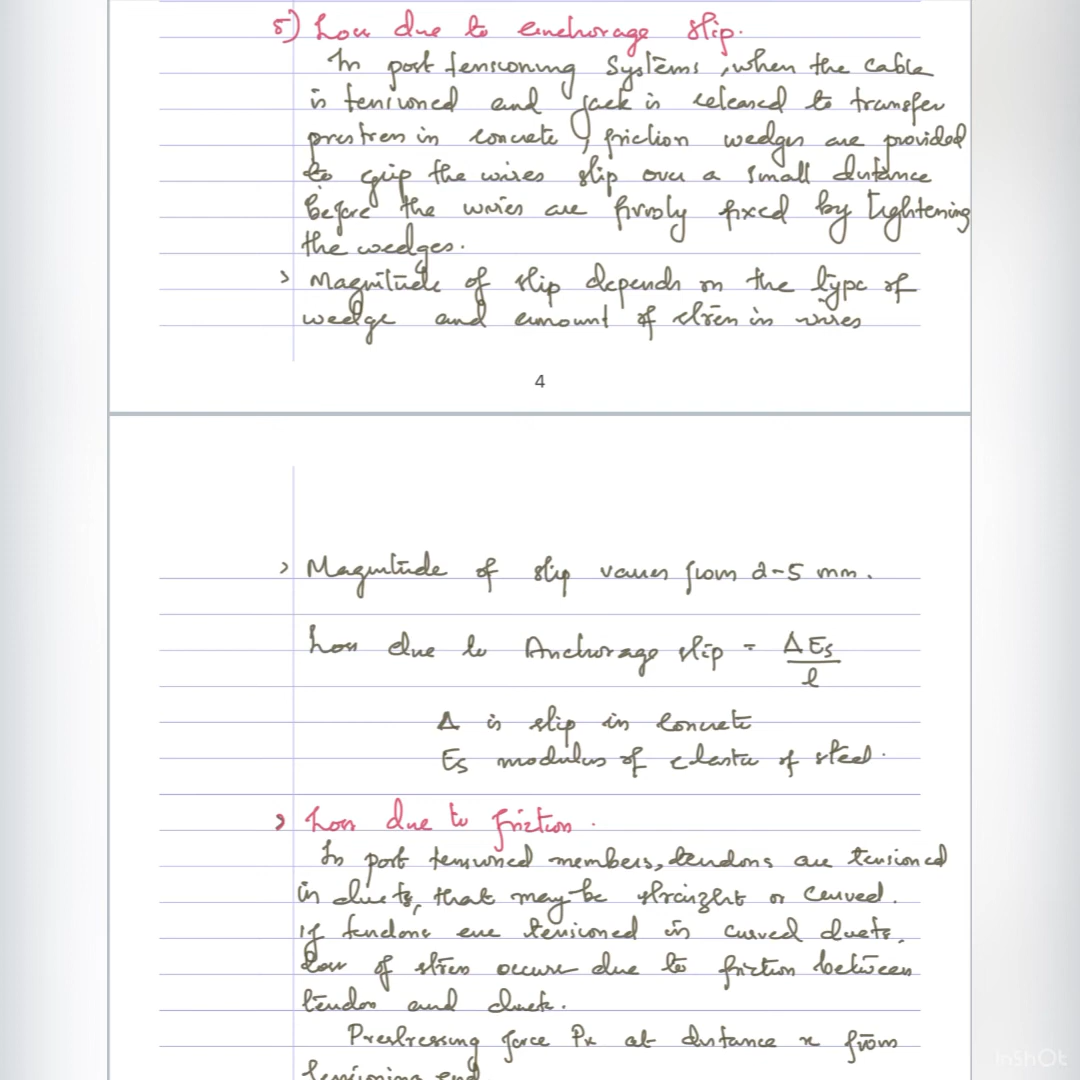 5) Loss due to anchorage slip.
In post tensioning systems, when the cable
is tensioned and jack is released to transfer
prestress in concrete, friction wedges are provided
to grip the wires slip over a small distance
before the wires are firmly fixed by tightening
the wedges.
> Magnitude of slip depends on the type of
wedge and amount of stress in wires
4
> Magnitude of slip varies from 2-5 mm.
Loss due to Anchorage slip = ΔEs/l
Δ is slip in concrete
Es modulus of elastic of steel.
> Loss due to friction.
In post tensioned members, tendons are tensioned
in ducts, that may be straight or curved.
If tendons are tensioned in curved ducts,
loss of stress occurs due to friction between
tendon and duct.
Prestressing force Px at distance x from
tensioning end
InShOt